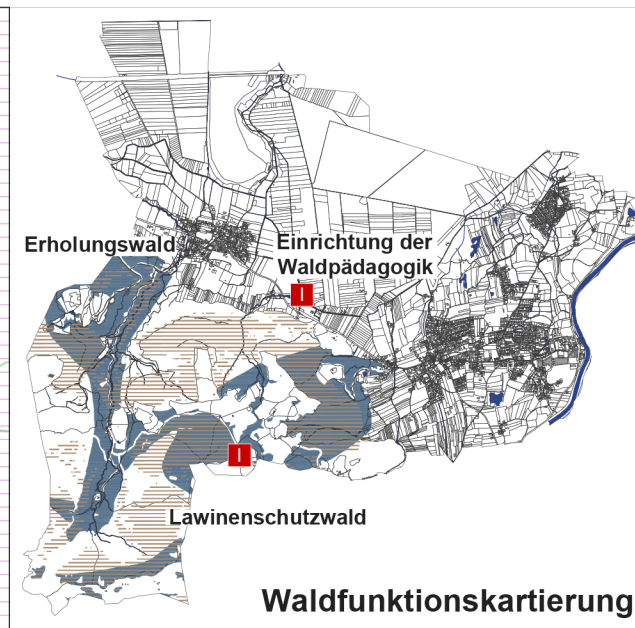 Erholungswald
Einrichtung der
Waldpädagogik
I
I
Lawinenschutzwald
Waldfunktionskartierung